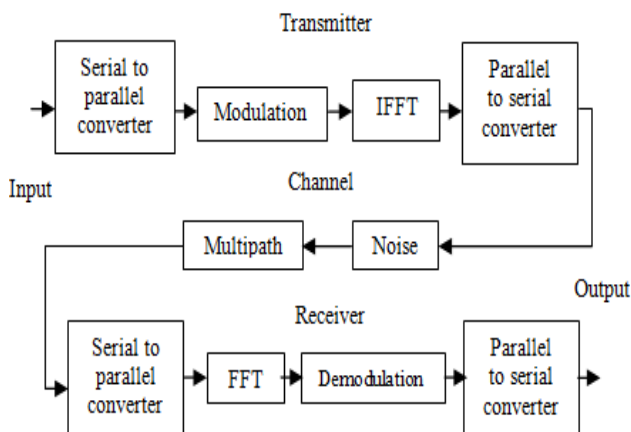 Transmitter
Serial to
parallel
converter
Modulation
IFFT
Parallel
to serial
converter
Input
Channel
Multipath
Noise
Output
Receiver
Serial to
parallel
converter
FFT
Demodulation
Parallel
to serial
converter